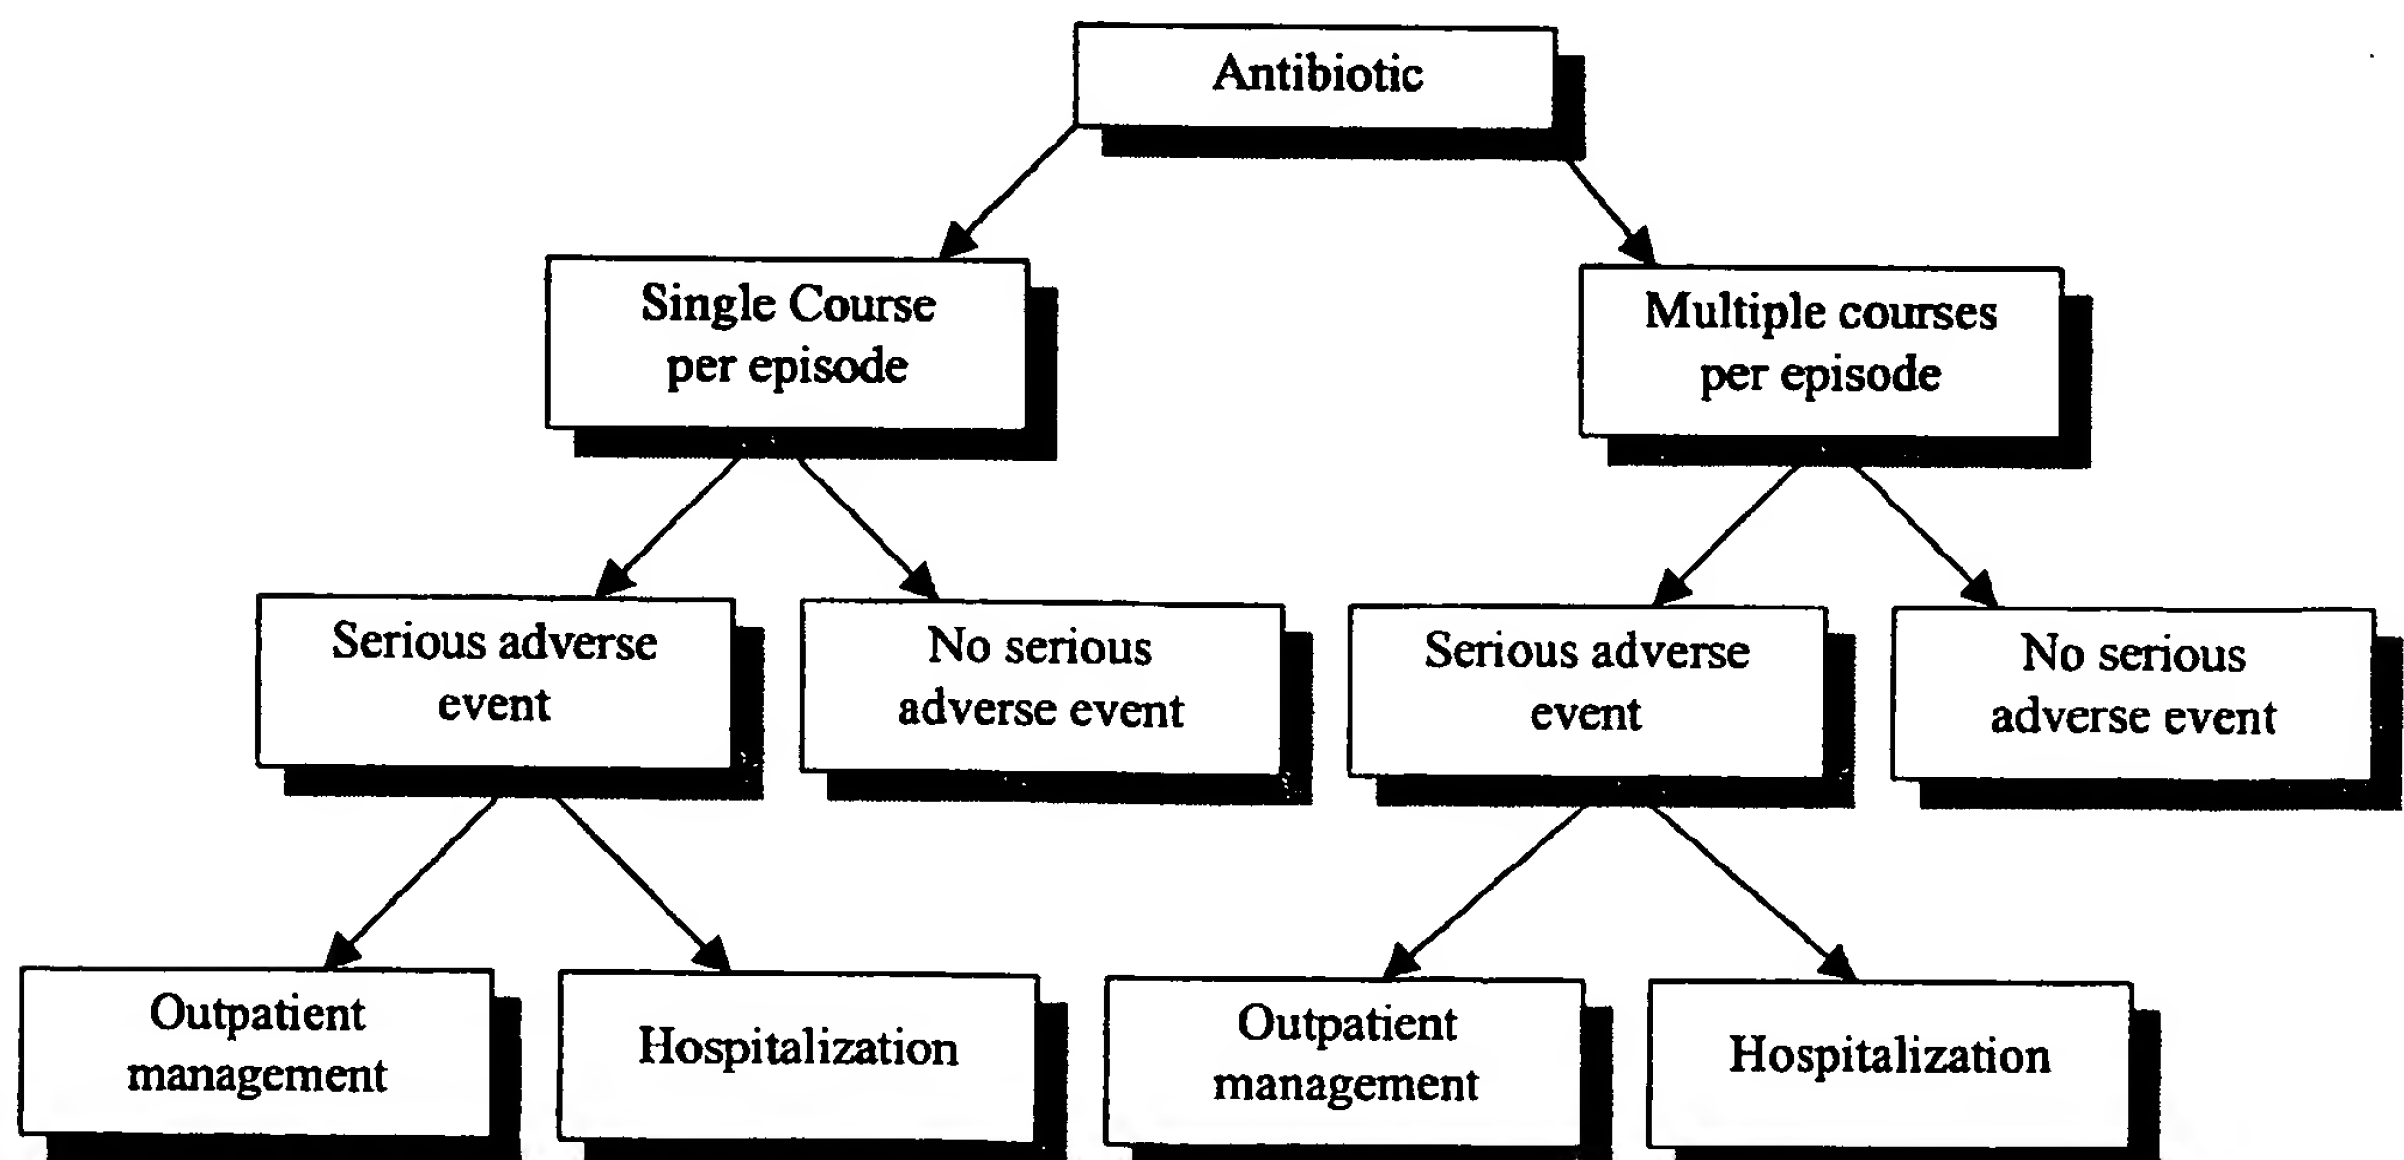 Antibiotic
Single Course
per episode
Multiple courses
per episode
Serious adverse
event
No serious
adverse event
Serious adverse
event
No serious
adverse event
Outpatient
management
Hospitalization
Outpatient
management
Hospitalization